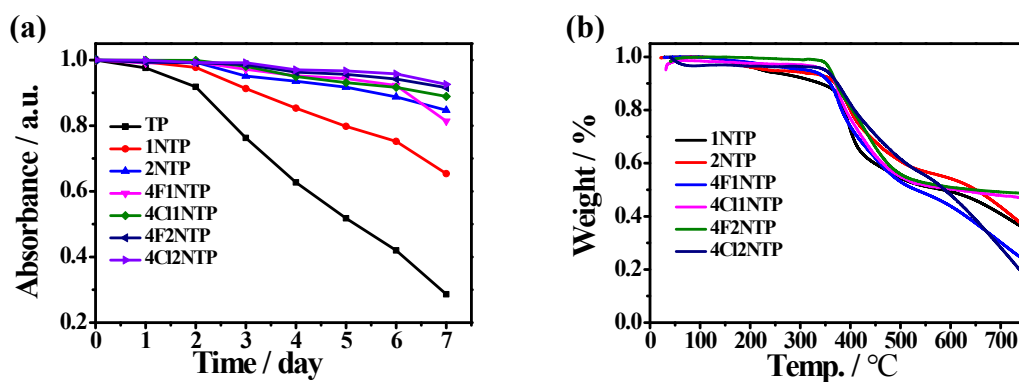 (a)
Absorbance / a.u.
1.0
0.8
0.6
0.4
0.2
TP
1NTP
2NTP
4F1NTP
4Cl1NTP
4F2NTP
4Cl2NTP
0 1 2 3 4 5 6 7
Time / day
(b)
Weight / %
1.0
0.8
0.6
0.4
0.2
0.0
1NTP
2NTP
4F1NTP
4Cl1NTP
4F2NTP
4Cl2NTP
0 100 200 300 400 500 600 700
Temp. / °C